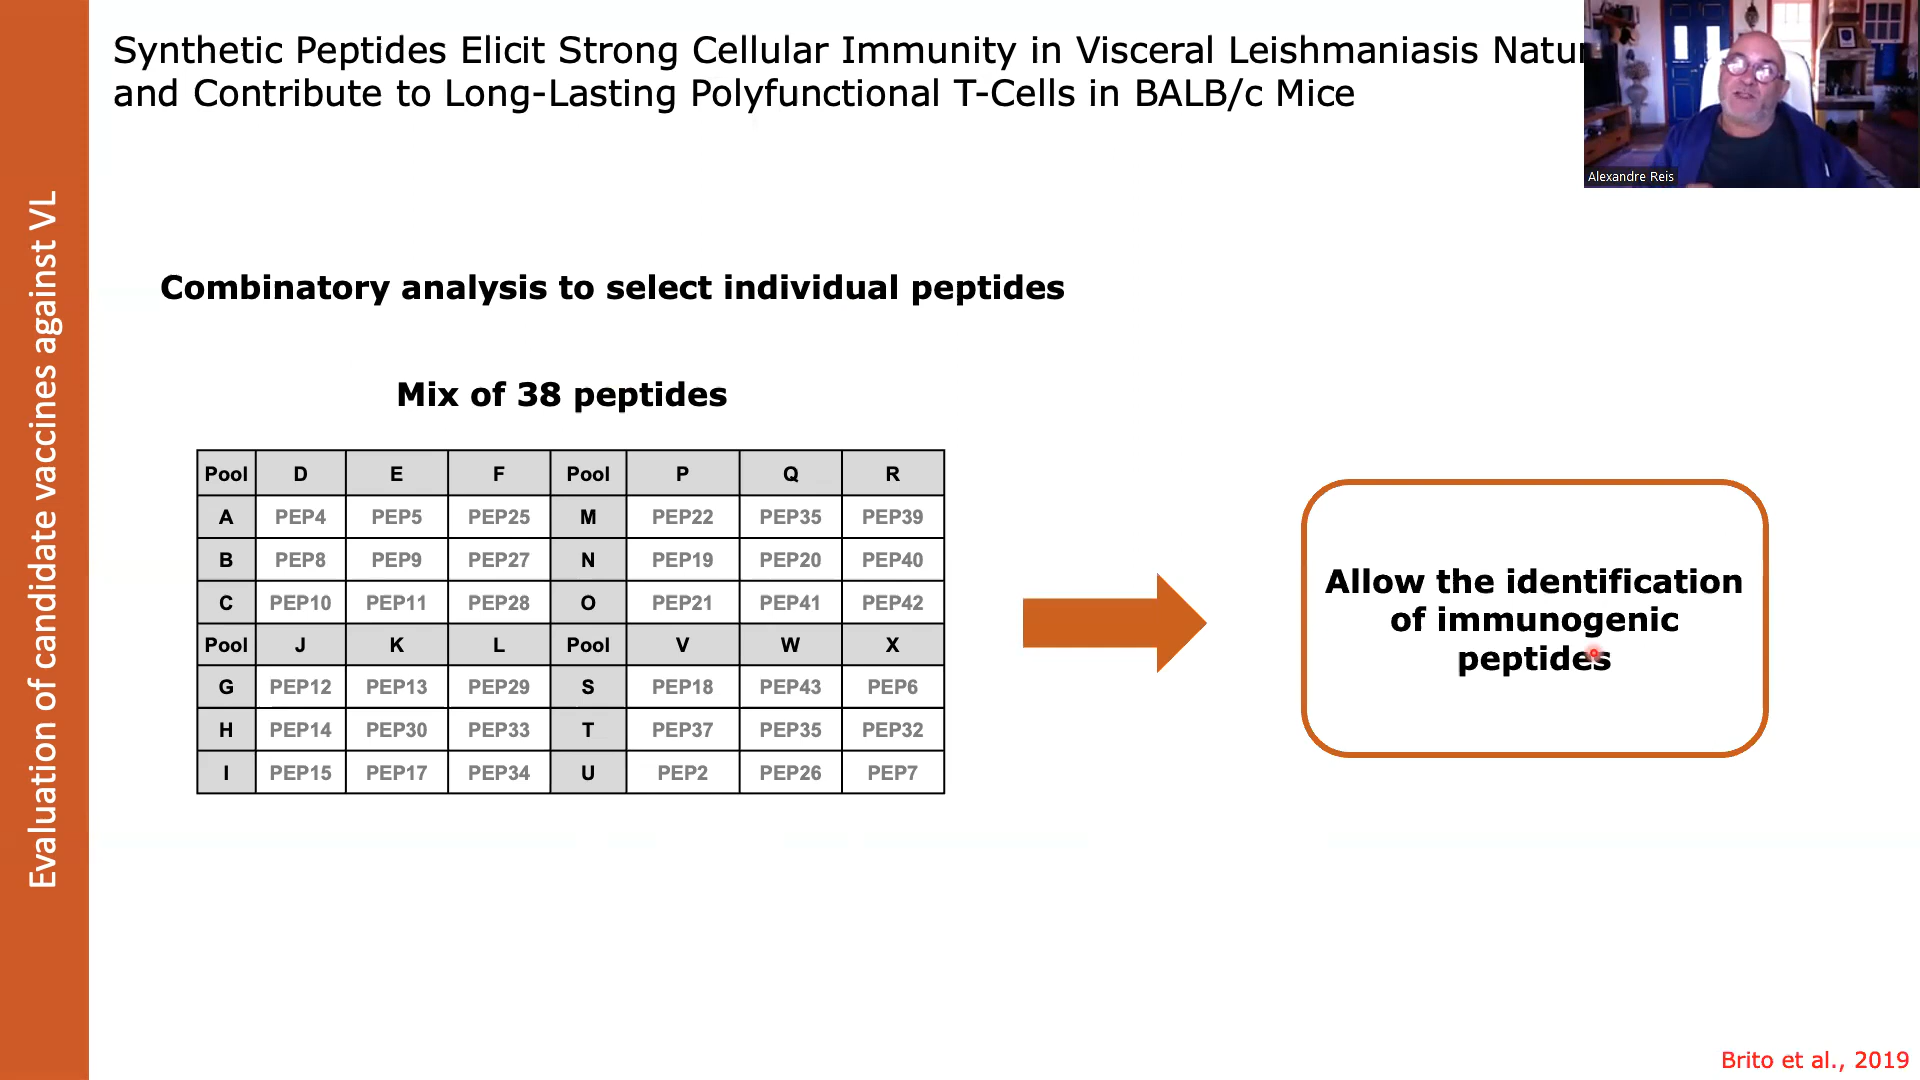 Synthetic Peptides Elicit Strong Cellular Immunity in Visceral Leishmaniasis
and Contribute to Long-Lasting Polyfunctional T-Cells in BALB/c Mice
Alexandre Reis
Evaluation of candidate vaccines against VL
Combinatory analysis to select individual peptides
Mix of 38 peptides
Pool D E F Pool P Q R
A PEP4 PEP5 PEP25 M PEP22 PEP35 PEP39
B PEP8 PEP9 PEP27 N PEP19 PEP20 PEP40
C PEP10 PEP11 PEP28 O PEP21 PEP41 PEP42
Pool J K L Pool V W X
G PEP12 PEP13 PEP29 S PEP18 PEP43 PEP6
H PEP14 PEP30 PEP33 T PEP37 PEP35 PEP32
I PEP15 PEP17 PEP34 U PEP2 PEP26 PEP7
Allow the identification
of immunogenic
peptides
Brito et al., 2019